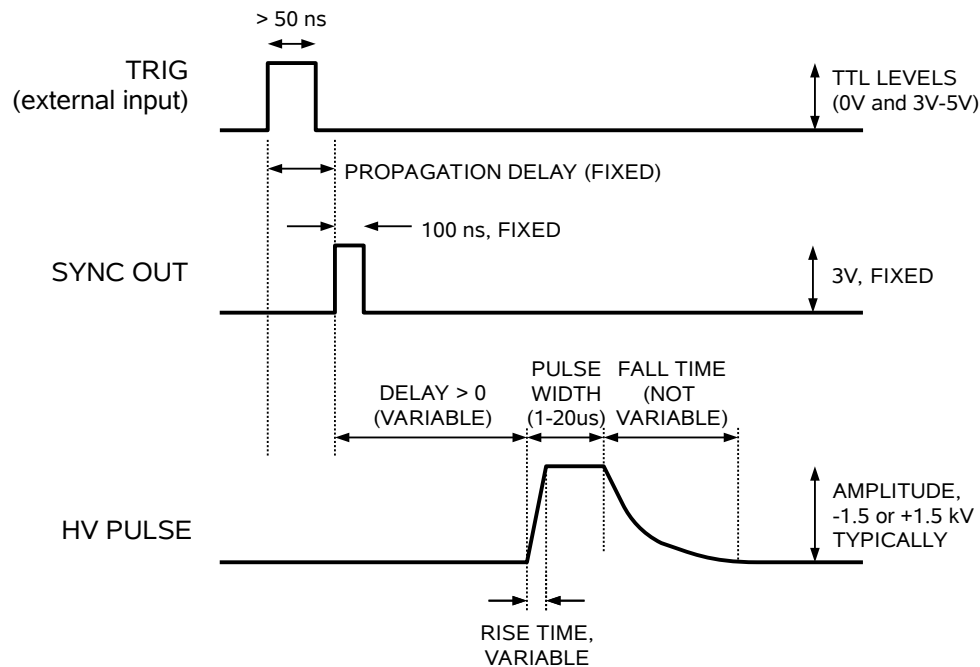 > 50 ns
TRIG
(external input)
TTL LEVELS
(0V and 3V-5V)
PROPAGATION DELAY (FIXED)
100 ns, FIXED
SYNC OUT
3V, FIXED
DELAY > 0
(VARIABLE)
PULSE
WIDTH
(1-20us)
FALL TIME
(NOT
VARIABLE)
HV PULSE
AMPLITUDE,
-1.5 or +1.5 kV
TYPICALLY
RISE TIME,
VARIABLE